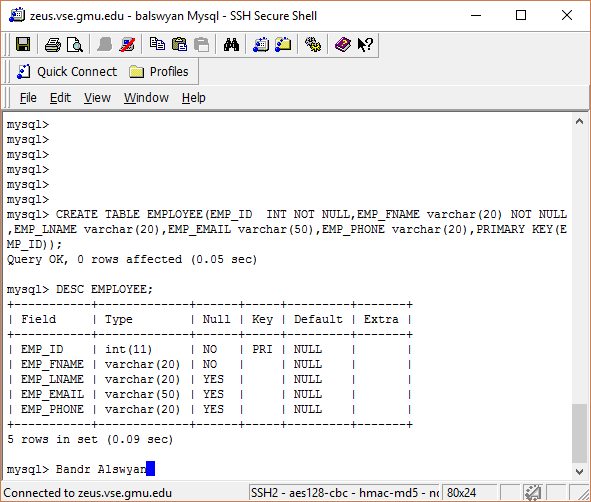 zeus.vse.gmu.edu - balswyan Mysql - SSH Secure Shell
Quick Connect Profiles
File Edit View Window Help
mysql>
mysql>
mysql>
mysql>
mysql>
mysql>
mysql> CREATE TABLE EMPLOYEE(EMP_ID  INT NOT NULL,EMP_FNAME varchar(20) NOT NULL
,EMP_LNAME varchar(20),EMP_EMAIL varchar(50),EMP_PHONE varchar(20),PRIMARY KEY(E
MP_ID));
Query OK, 0 rows affected (0.05 sec)
mysql> DESC EMPLOYEE;
+-----------+-------------+------+-----+---------+-------+
| Field     | Type        | Null | Key | Default | Extra |
+-----------+-------------+------+-----+---------+-------+
| EMP_ID    | int(11)     | NO   | PRI | NULL    |       |
| EMP_FNAME | varchar(20) | NO   |     | NULL    |       |
| EMP_LNAME | varchar(20) | YES  |     | NULL    |       |
| EMP_EMAIL | varchar(50) | YES  |     | NULL    |       |
| EMP_PHONE | varchar(20) | YES  |     | NULL    |       |
+-----------+-------------+------+-----+---------+-------+
5 rows in set (0.09 sec)
mysql> Bandr Alswyan
Connected to zeus.vse.gmu.edu SSH2 - aes128-cbc - hmac-md5 - 80x24